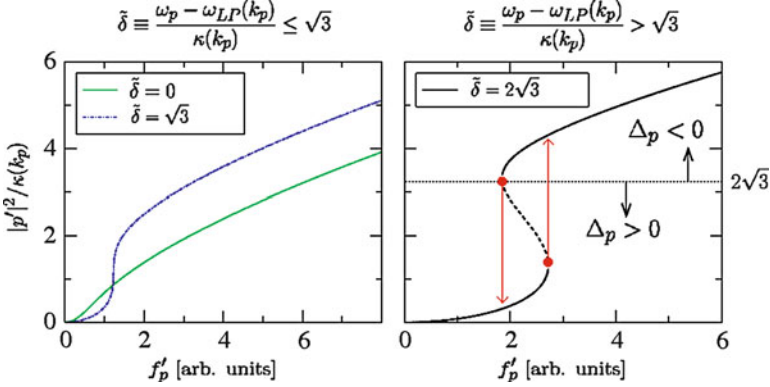 δ̃ ≡ (ω_p − ω_LP(k_p)) / κ(k_p) ≤ √3
δ̃ ≡ (ω_p − ω_LP(k_p)) / κ(k_p) > √3
6
4
2
0
|p′|²/κ(k_p)
δ̃ = 0
δ̃ = √3
0 2 4 6
f′_p [arb. units]
δ̃ = 2√3
Δ_p < 0
2√3
Δ_p > 0
0 2 4 6
f′_p [arb. units]